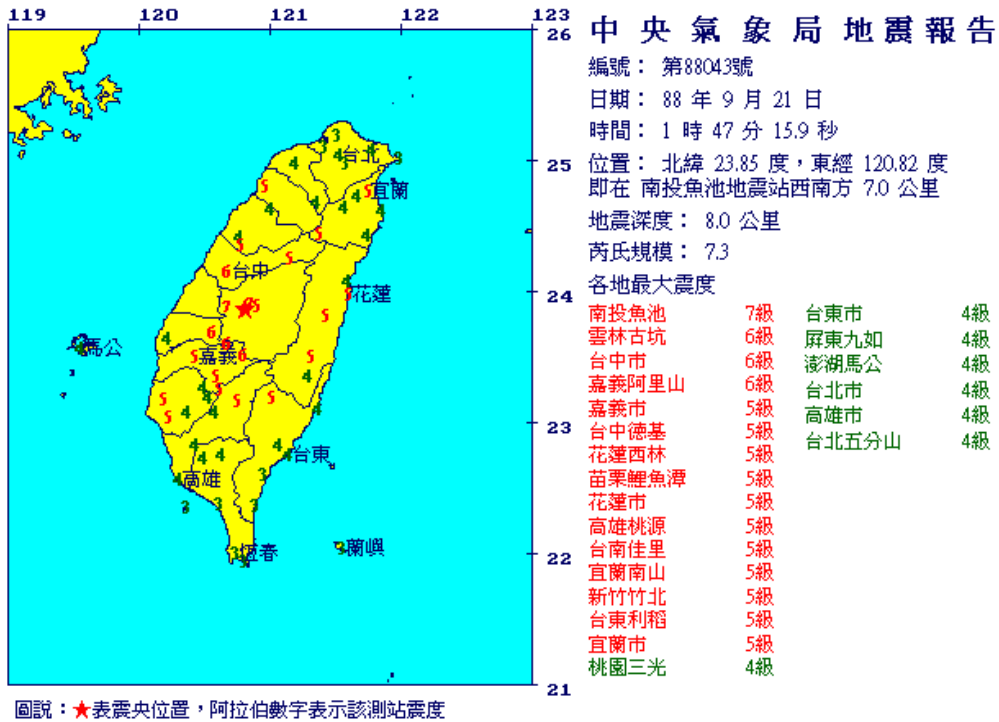 119 120 121 122 123
26
25
24
23
22
21
台北
宜蘭
台中
花蓮
馬公
嘉義
台東
高雄
恆春
蘭嶼
圖說：★表震央位置，阿拉伯數字表示該測站震度
中央氣象局地震報告
編號： 第88043號
日期： 88 年 9 月 21 日
時間： 1 時 47 分 15.9 秒
位置： 北緯 23.85 度，東經 120.82 度
即在 南投魚池地震站西南方 7.0 公里
地震深度： 8.0 公里
芮氏規模： 7.3
各地最大震度
南投魚池 7級
雲林古坑 6級
台中市 6級
嘉義阿里山 6級
嘉義市 5級
台中德基 5級
花蓮西林 5級
苗栗鯉魚潭 5級
花蓮市 5級
高雄桃源 5級
台南佳里 5級
宜蘭南山 5級
新竹竹北 5級
台東利稻 5級
宜蘭市 5級
桃園三光 4級
台東市 4級
屏東九如 4級
澎湖馬公 4級
台北市 4級
高雄市 4級
台北五分山 4級